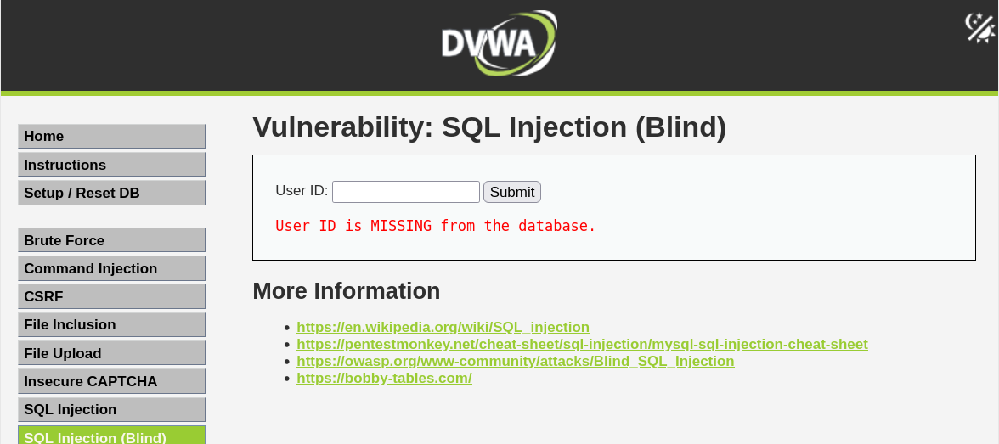 DVWA
Home
Instructions
Setup / Reset DB
Brute Force
Command Injection
CSRF
File Inclusion
File Upload
Insecure CAPTCHA
SQL Injection
SQL Injection (Blind)
Vulnerability: SQL Injection (Blind)
User ID: Submit
User ID is MISSING from the database.
More Information
https://en.wikipedia.org/wiki/SQL_injection
https://pentestmonkey.net/cheat-sheet/sql-injection/mysql-sql-injection-cheat-sheet
https://owasp.org/www-community/attacks/Blind_SQL_Injection
https://bobby-tables.com/